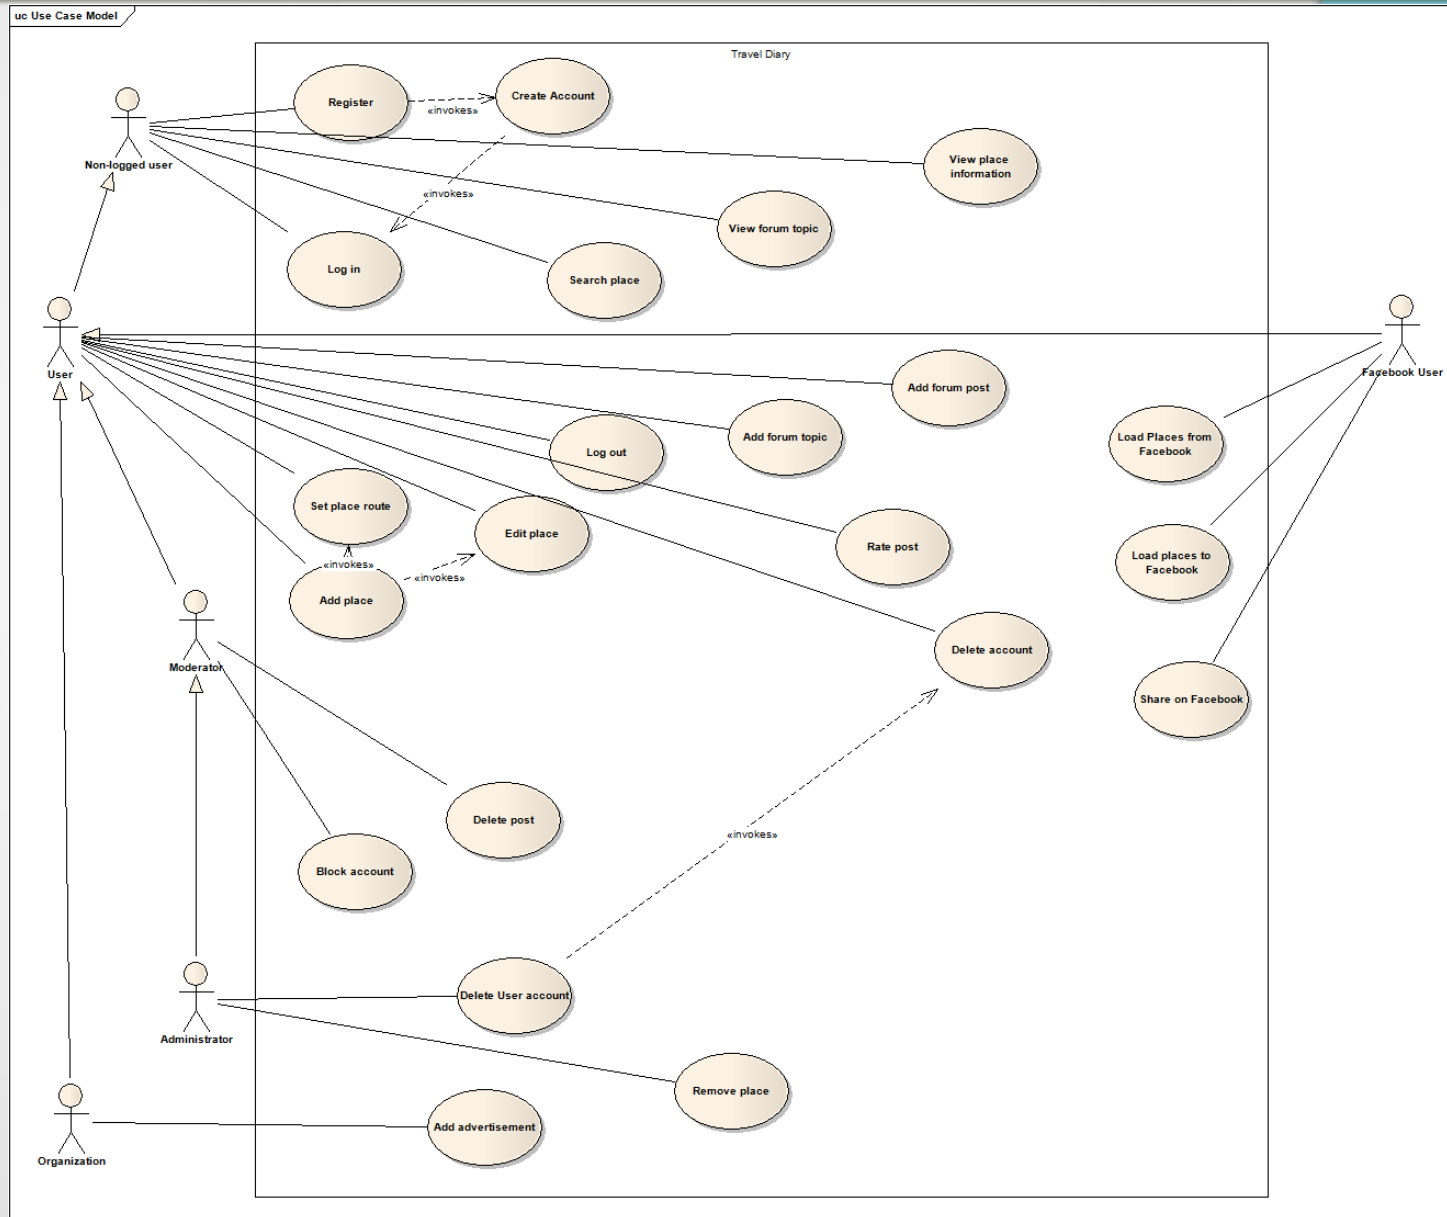 uc Use Case Model
Travel Diary
Register
«invokes»
Create Account
Non-logged user
View place
information
«invokes»
View forum topic
Log in
Search place
User
Facebook User
Add forum post
Add forum topic
Load Places from
Facebook
Log out
Set place route
Edit place
Rate post
Load places to
Facebook
«invokes»
«invokes»
Add place
Moderator
Delete account
Share on Facebook
Delete post
«invokes»
Block account
Delete User account
Administrator
Remove place
Add advertisement
Organization